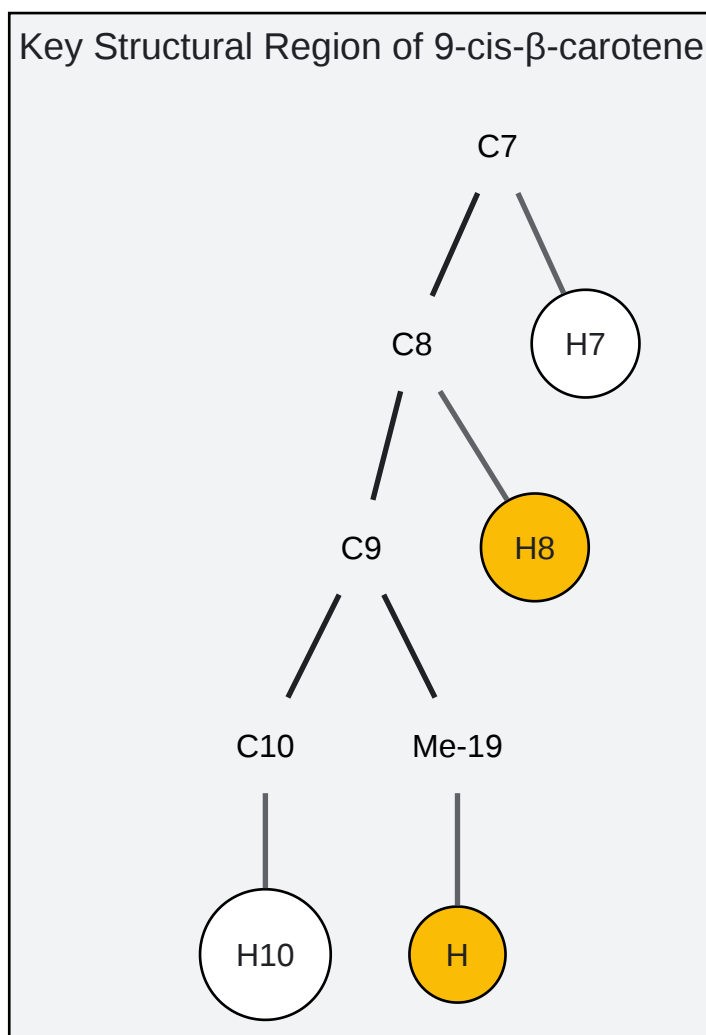 Key Structural Region of 9-cis-β-carotene
C7
C8
H7
C9
H8
C10
Me-19
H10
H